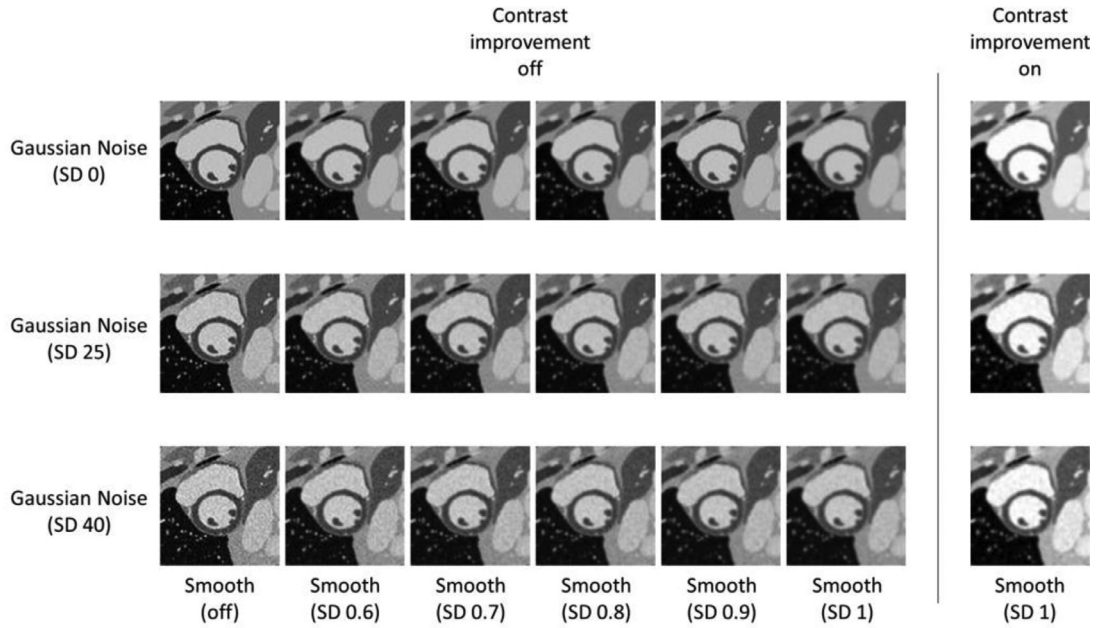 Contrast
improvement
off
Contrast
improvement
on
Gaussian Noise
(SD 0)
Gaussian Noise
(SD 25)
Gaussian Noise
(SD 40)
Smooth
(off)
Smooth
(SD 0.6)
Smooth
(SD 0.7)
Smooth
(SD 0.8)
Smooth
(SD 0.9)
Smooth
(SD 1)
Smooth
(SD 1)